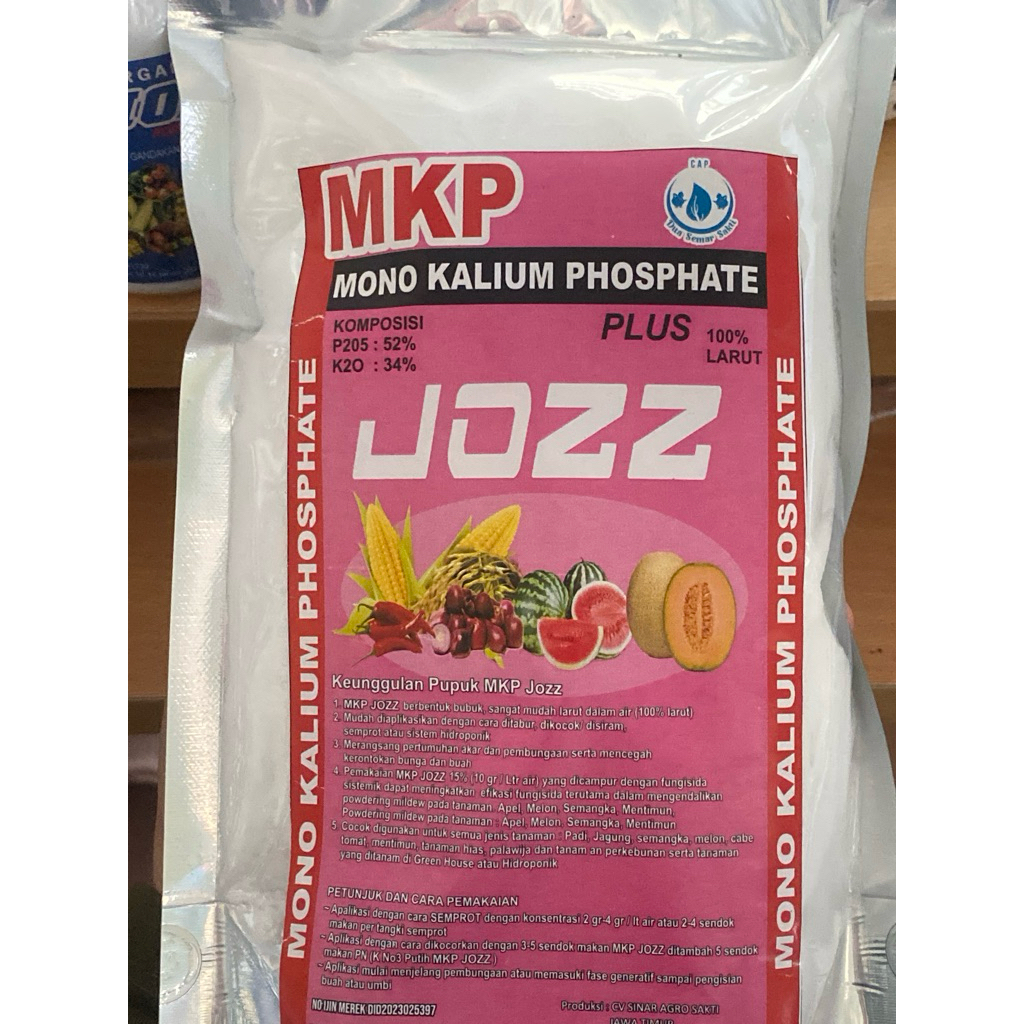 MKP
CAP
Dua Semar Sakti
MONO KALIUM PHOSPHATE
KOMPOSISI
P205 : 52%
K2O : 34%
PLUS
100%
LARUT
JOZZ
MONO KALIUM PHOSPHATE
MONO KALIUM PHOSPHATE
Keunggulan Pupuk MKP Jozz
1. MKP JOZZ berbentuk bubuk, sangat mudah larut dalam air (100% larut)
2. Mudah diaplikasikan dengan cara ditabur, dikocok/ disiram,
semprot atau sistem hidroponik
3. Merangsang pertumuhan akar dan pembungaan serta mencegah
kerontokan bunga dan buah
4. Pemakaian MKP JOZZ 15% (10 gr / Ltr air) yang dicampur dengan fungisida
sistemik dapat meningkatkan efikasi fungisida terutama dalam mengendalikan
powdering mildew pada tanaman: Apel, Melon, Semangka, Mentimun,
Powdering mildew pada tanaman : Apel, Melon, Semangka, Mentimun
5. Cocok digunakan untuk semua jenis tanaman : Padi, Jagung, semangka, melon, cabe
tomat, mentimun, tanaman hias, palawija dan tanam an perkebunan serta tanaman
yang ditanam di Green House atau Hidroponik
PETUNJUK DAN CARA PEMAKAIAN
~ Apalikasi dengan cara SEMPROT dengan konsentrasi 2 gr-4 gr / lt air atau 2-4 sendok
makan per tangki semprot
~ Aplikasi dengan cara dikocorkan dengan 3-5 sendok makan MKP JOZZ ditambah 5 sendok
makan PN (K No3 Putih MKP JOZZ )
~ Aplikasi mulai menjelang pembungaan atau memasuki fase generatif sampai pengisian
buah atau umbi
NO IJIN MEREK DID2023025397
Produksi : CV SINAR AGRO SAKTI
JAWA TIMUR